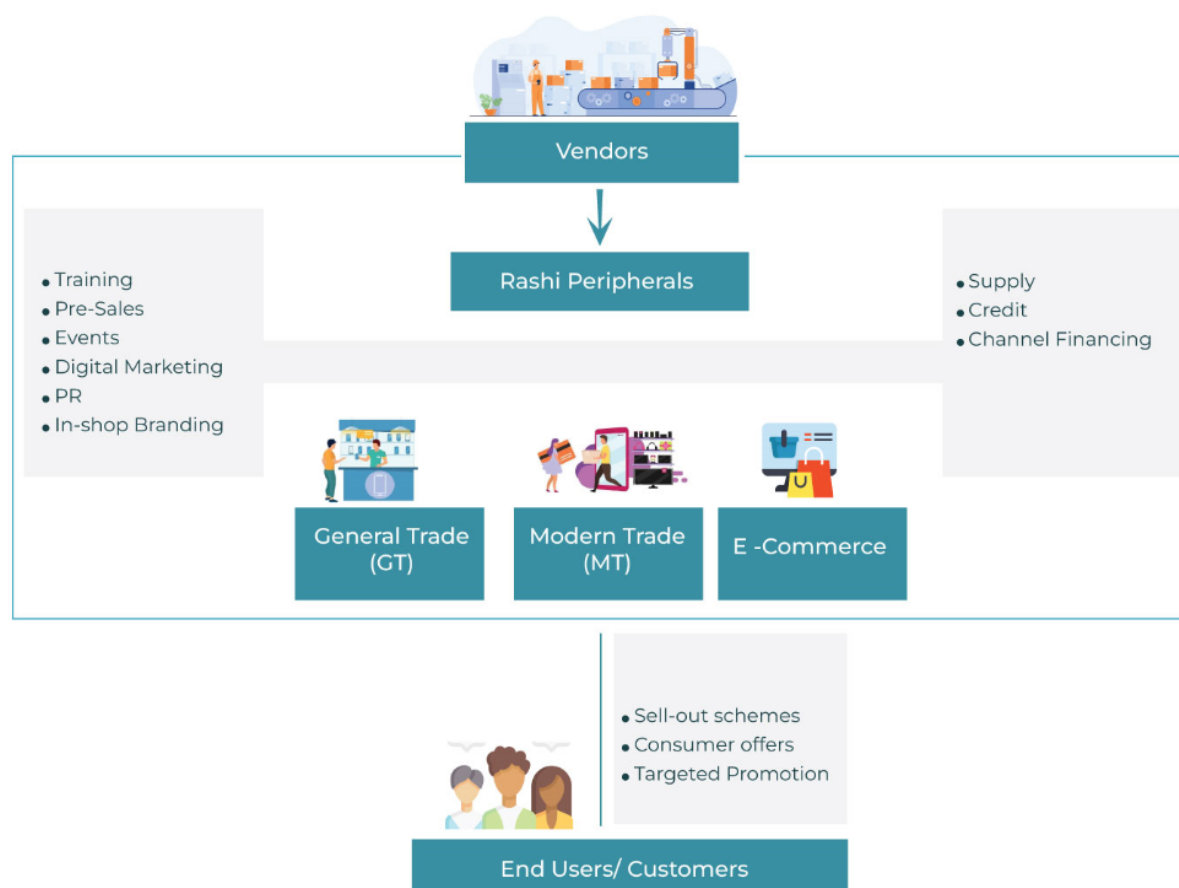 Vendors
Rashi Peripherals
• Training
• Pre-Sales
• Events
• Digital Marketing
• PR
• In-shop Branding
• Supply
• Credit
• Channel Financing
General Trade
(GT)
Modern Trade
(MT)
E -Commerce
• Sell-out schemes
• Consumer offers
• Targeted Promotion
End Users/ Customers